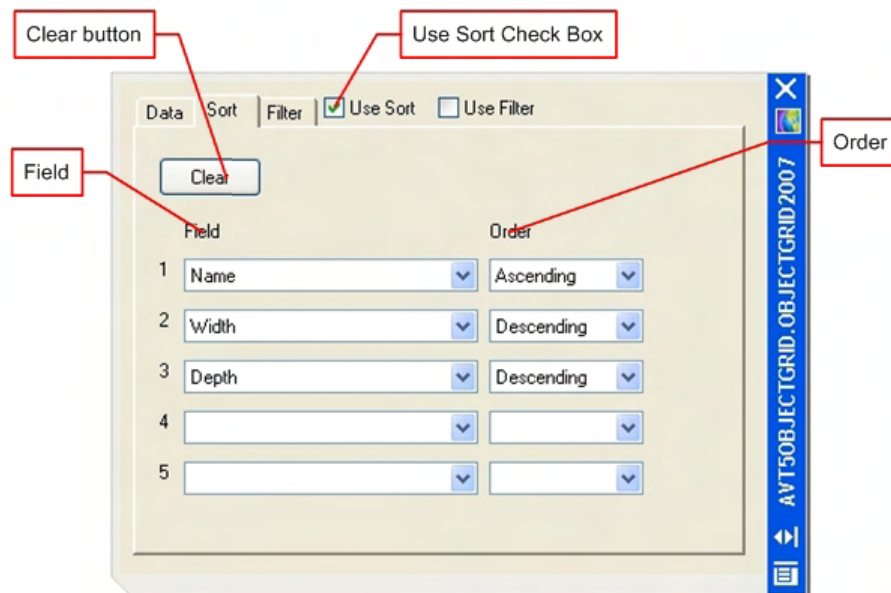 Clear button
Use Sort Check Box
Data Sort Filter Use Sort Use Filter
Order
Field
Clear
Field Order
1 Name Ascending
2 Width Descending
3 Depth Descending
4
5
AVT5OBJECTGRID.OBJECTGRID2007